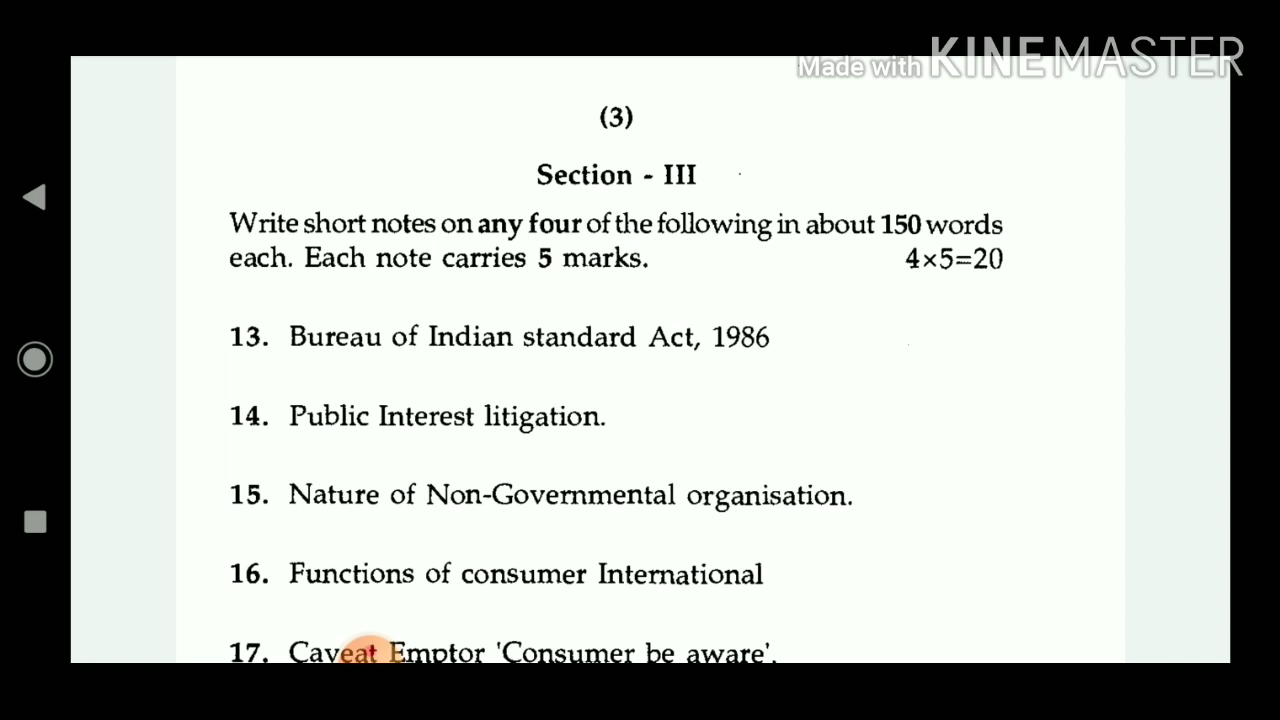 Made with KINEMASTER
(3)
Section - III
Write short notes on any four of the following in about 150 words
each. Each note carries 5 marks. 4×5=20
13. Bureau of Indian standard Act, 1986
14. Public Interest litigation.
15. Nature of Non-Governmental organisation.
16. Functions of consumer International
17. Caveat Emptor 'Consumer be aware'.